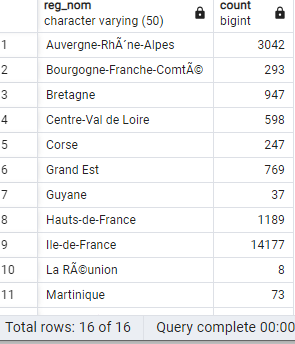 reg_nom count
character varying (50) bigint
1 Auvergne-RhÃ´ne-Alpes 3042
2 Bourgogne-Franche-ComtÃ© 293
3 Bretagne 947
4 Centre-Val de Loire 598
5 Corse 247
6 Grand Est 769
7 Guyane 37
8 Hauts-de-France 1189
9 Ile-de-France 14177
10 La RÃ©union 8
11 Martinique 73
Total rows: 16 of 16 Query complete 00:00